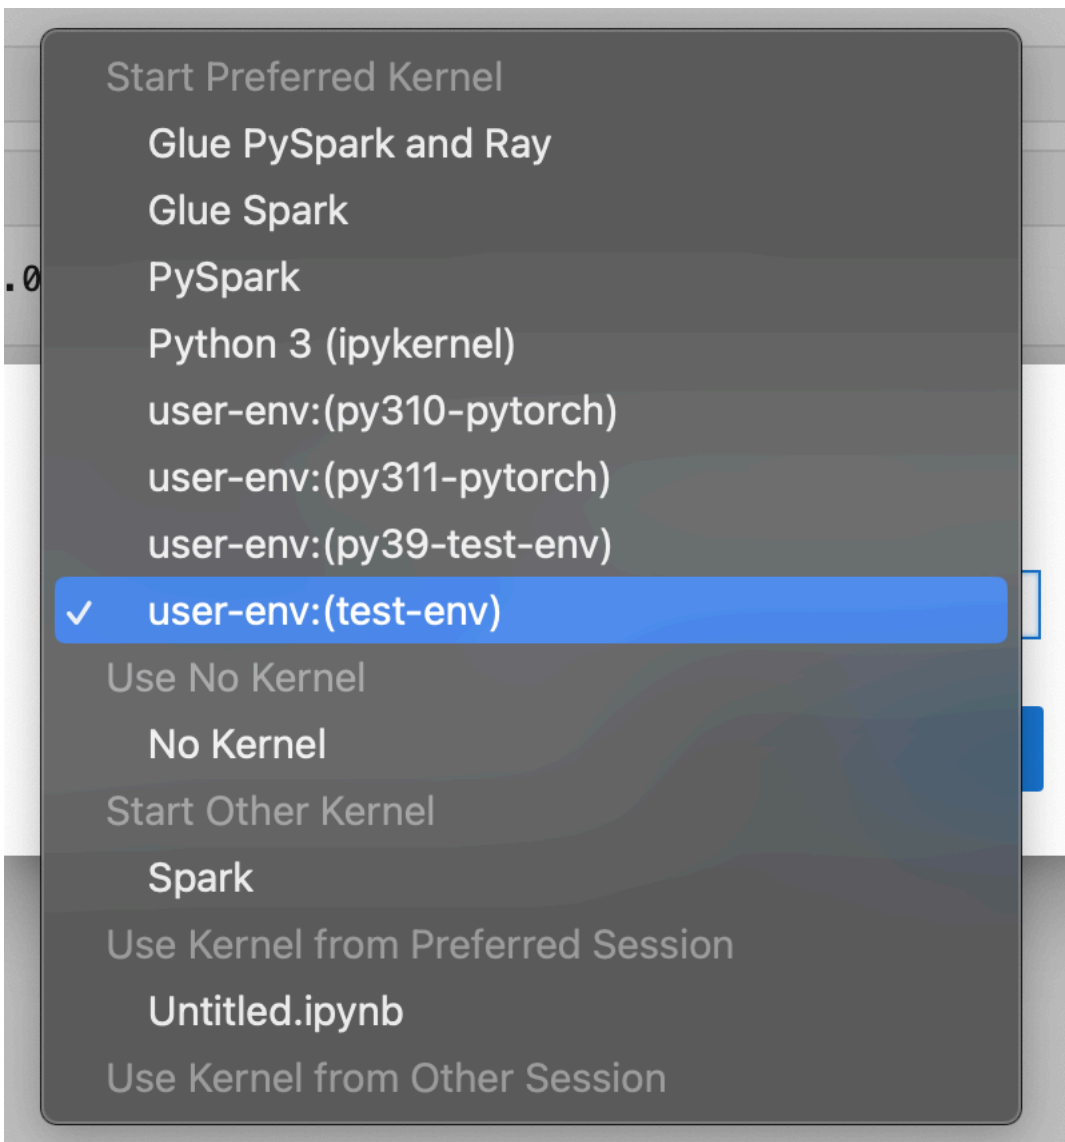 Start Preferred Kernel
Glue PySpark and Ray
Glue Spark
.0
PySpark
Python 3 (ipykernel)
user-env:(py310-pytorch)
user-env:(py311-pytorch)
user-env:(py39-test-env)
✓ user-env:(test-env)
Use No Kernel
No Kernel
Start Other Kernel
Spark
Use Kernel from Preferred Session
Untitled.ipynb
Use Kernel from Other Session